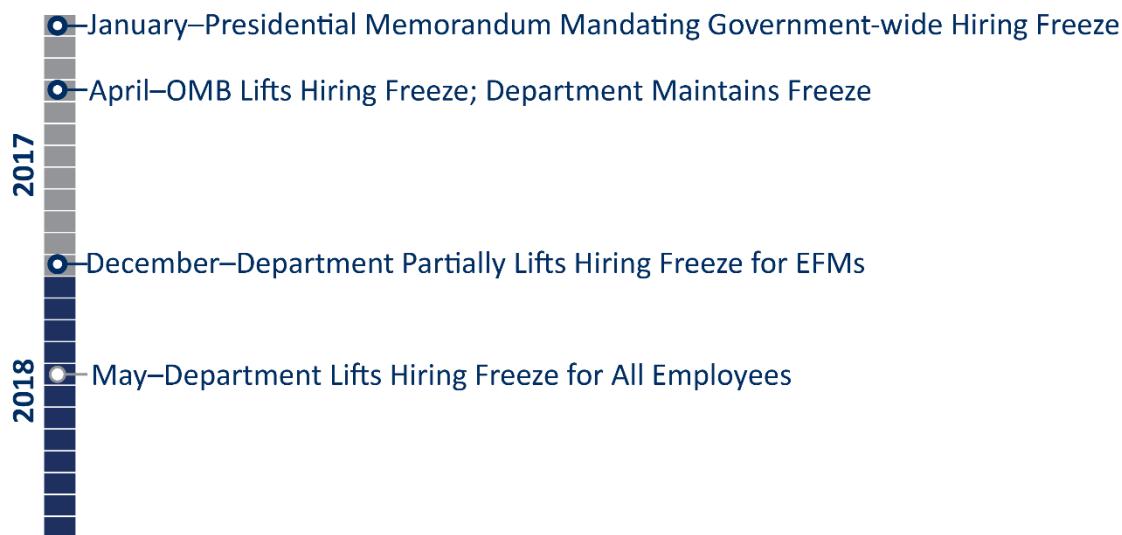 January–Presidential Memorandum Mandating Government-wide Hiring Freeze
April–OMB Lifts Hiring Freeze; Department Maintains Freeze
2017
December–Department Partially Lifts Hiring Freeze for EFMs
May–Department Lifts Hiring Freeze for All Employees
2018